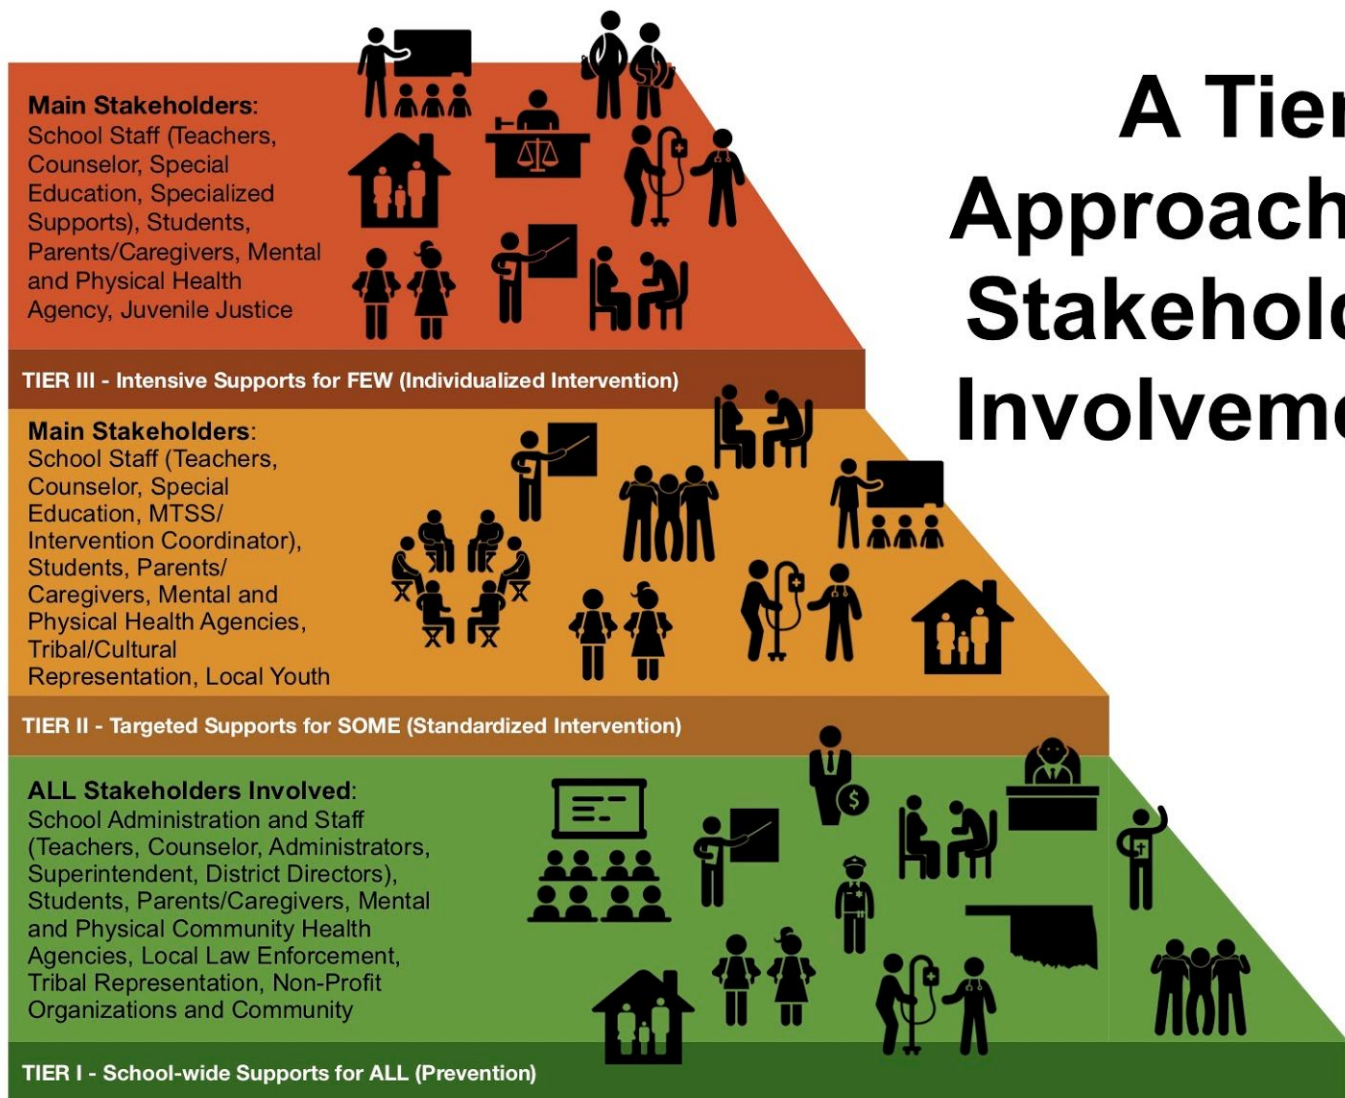 A Tier
Approach
Stakehol
Involvem
Main Stakeholders:
School Staff (Teachers,
Counselor, Special
Education, Specialized
Supports), Students,
Parents/Caregivers, Mental
and Physical Health
Agency, Juvenile Justice
TIER III - Intensive Supports for FEW (Individualized Intervention)
Main Stakeholders:
School Staff (Teachers,
Counselor, Special
Education, MTSS/
Intervention Coordinator),
Students, Parents/
Caregivers, Mental and
Physical Health Agencies,
Tribal/Cultural
Representation, Local Youth
TIER II - Targeted Supports for SOME (Standardized Intervention)
ALL Stakeholders Involved:
School Administration and Staff
(Teachers, Counselor, Administrators,
Superintendent, District Directors),
Students, Parents/Caregivers, Mental
and Physical Community Health
Agencies, Local Law Enforcement,
Tribal Representation, Non-Profit
Organizations and Community
TIER I - School-wide Supports for ALL (Prevention)
$